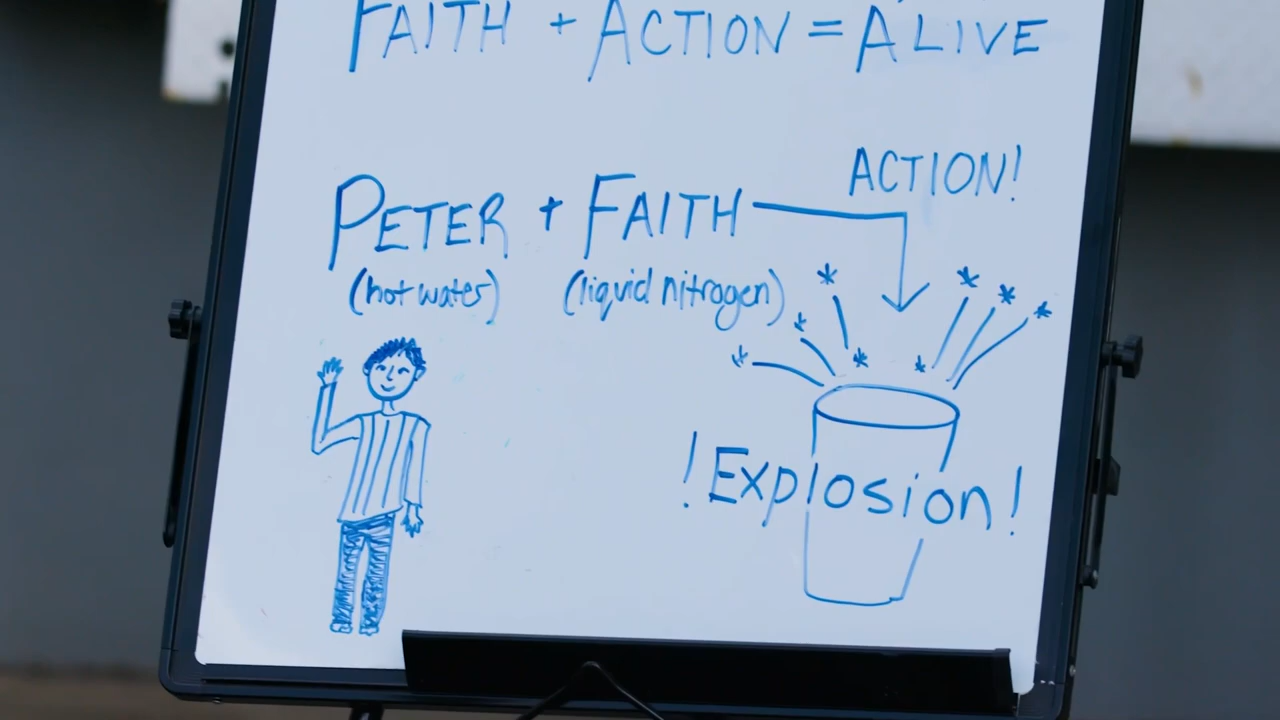 FAITH + ACTION = ALIVE
ACTION!
PETER + FAITH
(hot water) (liquid nitrogen)
! Explosion !